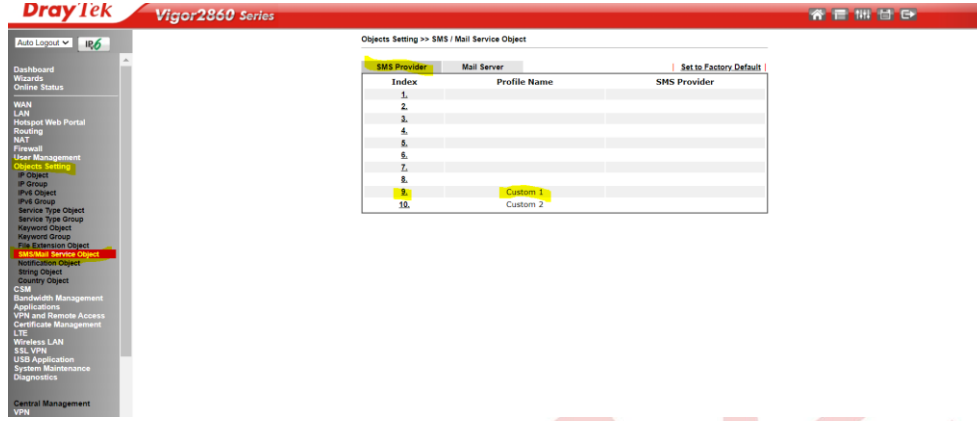 DrayTek Vigor2860 Series
Auto Logout IPv6
Dashboard
Wizards
Online Status
WAN
LAN
Hotspot Web Portal
Routing
NAT
Firewall
User Management
Objects Setting
IP Object
IP Group
IPv6 Object
IPv6 Group
Service Type Object
Service Type Group
Keyword Object
Keyword Group
File Extension Object
SMS/Mail Service Object
Notification Object
String Object
Country Object
CSM
Bandwidth Management
Applications
VPN and Remote Access
Certificate Management
LTE
Wireless LAN
SSL VPN
USB Application
System Maintenance
Diagnostics
Central Management
VPN
Objects Setting >> SMS / Mail Service Object
SMS Provider Mail Server | Set to Factory Default |
Index Profile Name SMS Provider
1.
2.
3.
4.
5.
6.
7.
8.
9. Custom 1
10. Custom 2